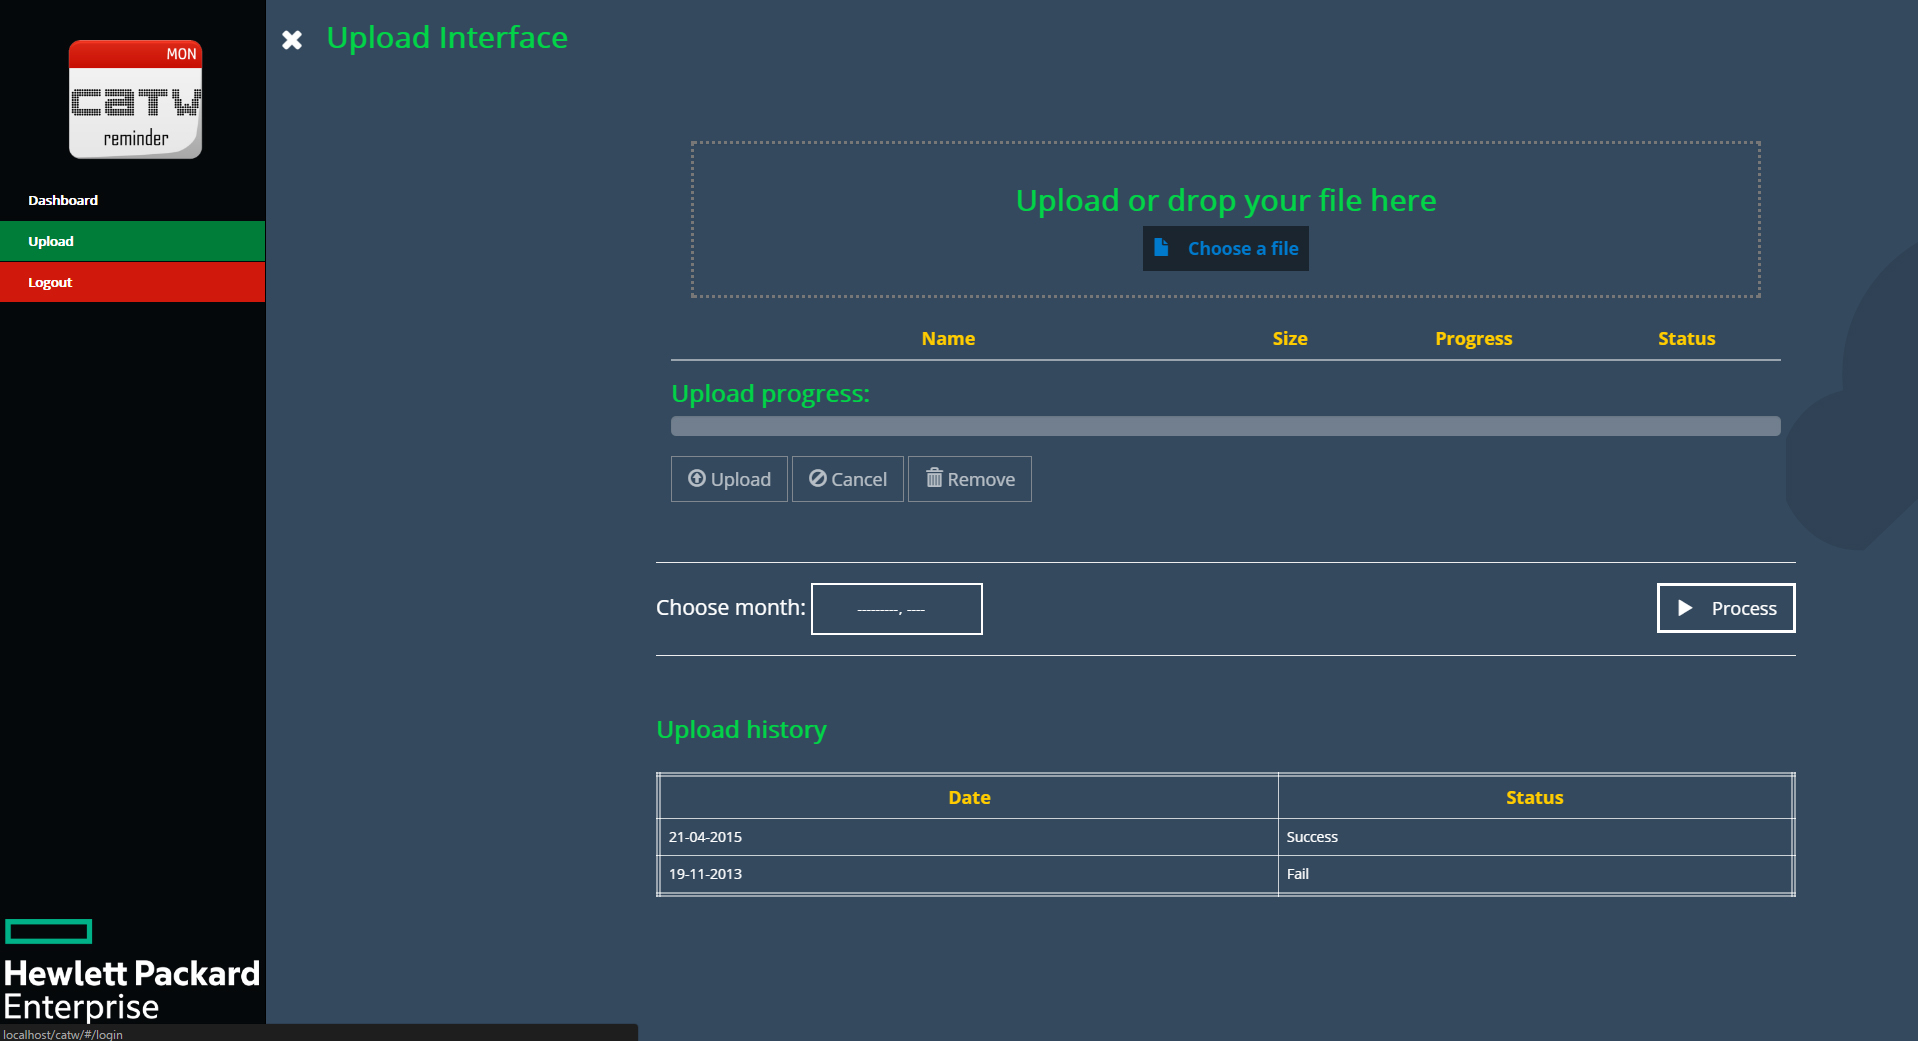 MON
catw
reminder
Dashboard
Upload
Logout
Hewlett Packard
Enterprise
localhost/catw/#/login
Upload Interface
Upload or drop your file here
Choose a file
Name Size Progress Status
Upload progress:
Upload Cancel Remove
Choose month: ---------, ---- Process
Upload history
Date Status
21-04-2015 Success
19-11-2013 Fail